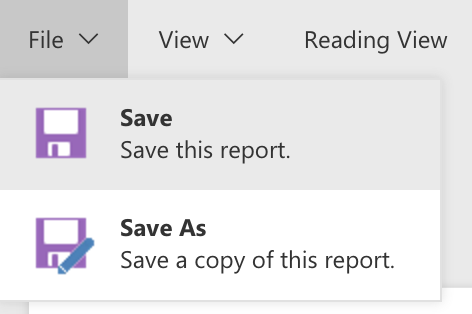 File View Reading View
Save
Save this report.
Save As
Save a copy of this report.